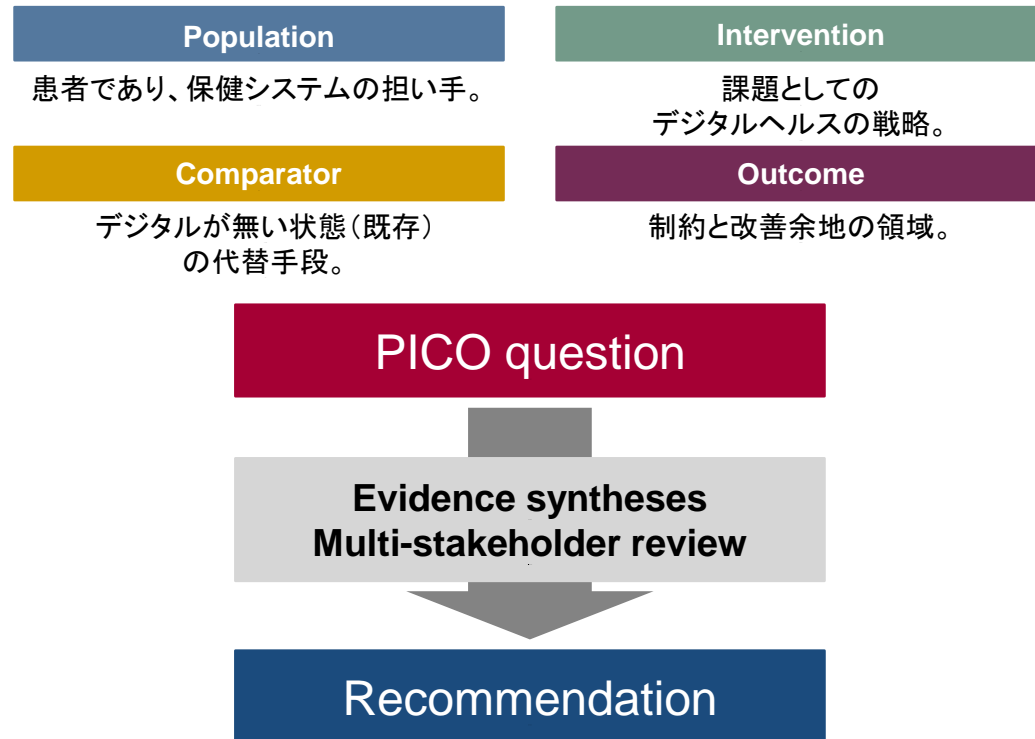 Population
患者であり、保健システムの担い手。
Intervention
課題としての
デジタルヘルスの戦略。
Comparator
デジタルが無い状態（既存）
の代替手段。
Outcome
制約と改善余地の領域。
PICO question
Evidence syntheses
Multi-stakeholder review
.
Recommendation